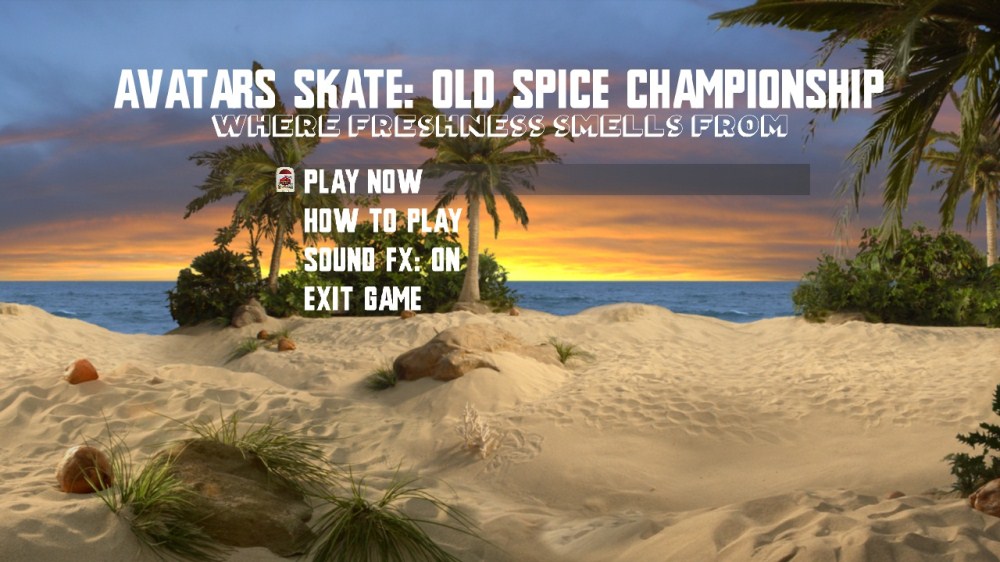 AVATARS SKATE: OLD SPICE CHAMPIONSHIP
WHERE FRESHNESS SMELLS FROM
PLAY NOW
HOW TO PLAY
SOUND FX: ON
EXIT GAME